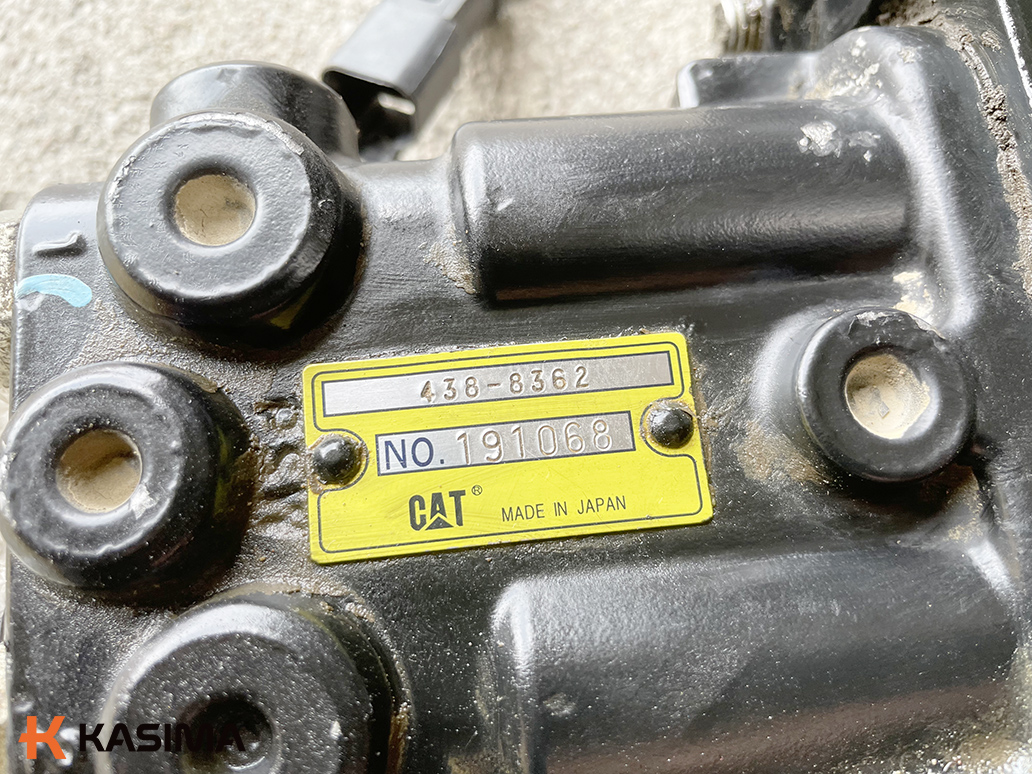 438-8362
NO. 191068
CAT® MADE IN JAPAN
KASIMA